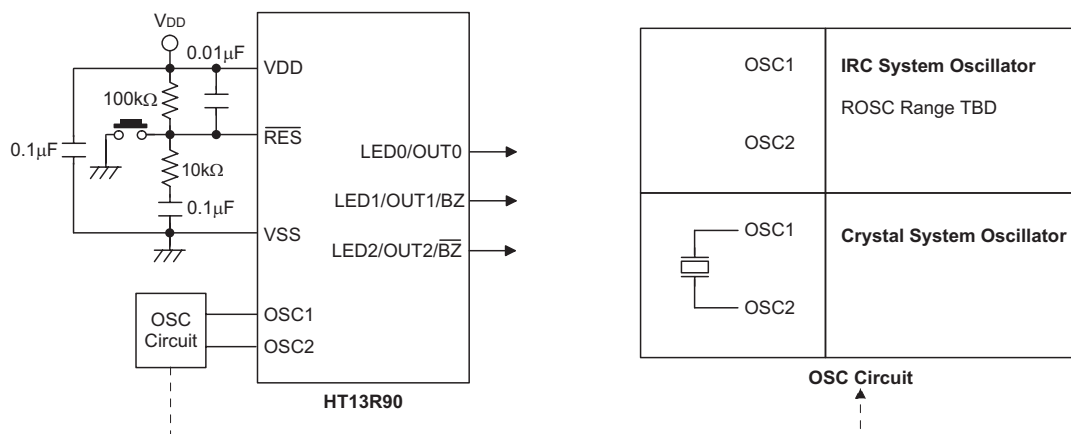 VDD
0.01μF
VDD
100kΩ
RES
0.1μF
10kΩ
0.1μF
VSS
LED0/OUT0
LED1/OUT1/BZ
LED2/OUT2/BZ
OSC
Circuit
OSC1
OSC2
HT13R90
OSC1
IRC System Oscillator
ROSC Range TBD
OSC2
OSC1
Crystal System Oscillator
OSC2
OSC Circuit